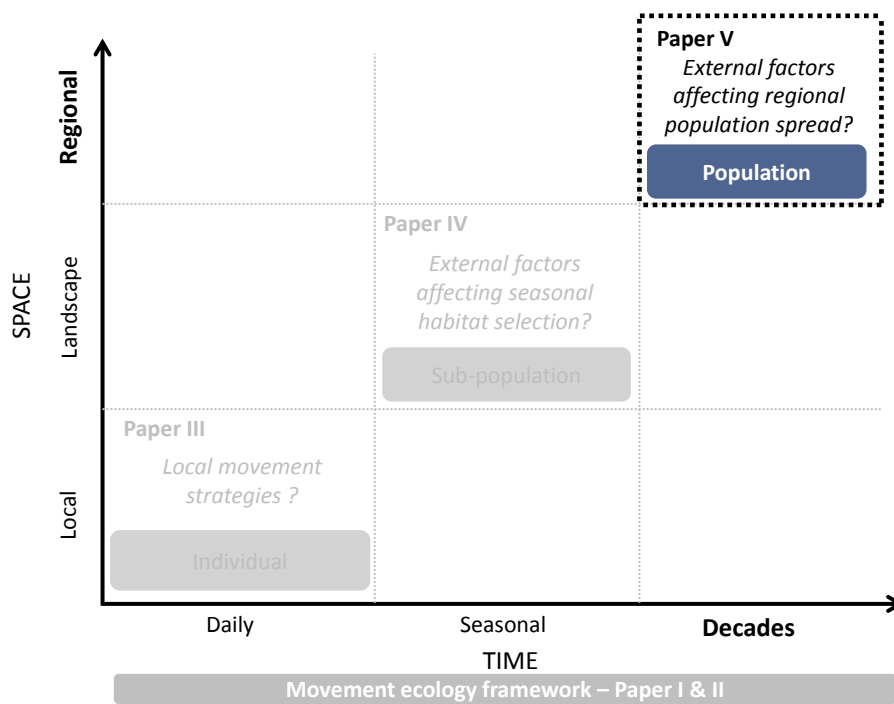 Paper V
External factors
affecting regional
population spread?
Population
Regional
Paper IV
External factors
affecting seasonal
habitat selection?
Sub-population
Landscape
SPACE
Paper III
Local movement
strategies ?
Individual
Local
Daily
Seasonal
Decades
TIME
Movement ecology framework – Paper I & II